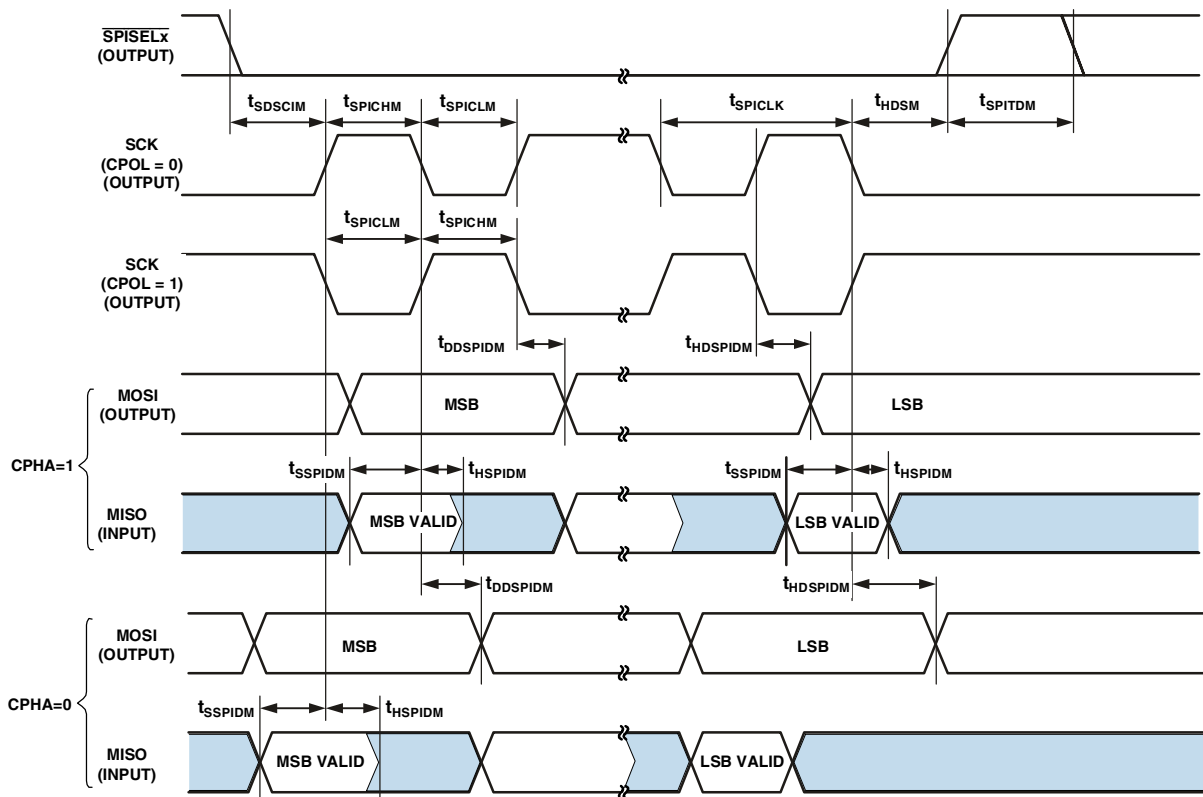 SPISELx
(OUTPUT)
tSDSCIM
tSPICHM
tSPICLM
tSPICLK
tHDSM
tSPITDM
SCK
(CPOL = 0)
(OUTPUT)
tSPICLM
tSPICHM
SCK
(CPOL = 1)
(OUTPUT)
tDDSPIDM
tHDSPIDM
CPHA=1
MOSI
(OUTPUT)
MSB
LSB
tSSPIDM
tHSPIDM
tSSPIDM
tHSPIDM
MISO
(INPUT)
MSB VALID
LSB VALID
tDDSPIDM
tHDSPIDM
CPHA=0
MOSI
(OUTPUT)
MSB
LSB
tSSPIDM
tHSPIDM
MISO
(INPUT)
MSB VALID
LSB VALID